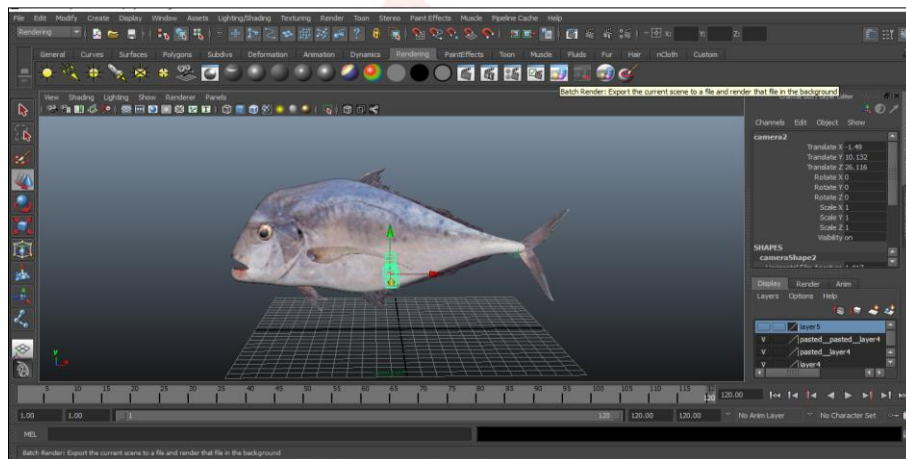 File Edit Modify Create Display Window Assets Lighting/Shading Texturing Render Toon Stereo Paint Effects Muscle Pipeline Cache Help
Rendering X: Y: Z:
General Curves Surfaces Polygons Subdivs Deformation Animation Dynamics Rendering PaintEffects Toon Muscle Fluids Fur Hair nCloth Custom
Batch Render: Export the current scene to a file and render that file in the background
View Shading Lighting Show Renderer Panels
Channels Edit Object Show
camera2
Translate X -1.49
Translate Y 10.132
Translate Z 26.116
Rotate X 0
Rotate Y 0
Rotate Z 0
Scale X 1
Scale Y 1
Scale Z 1
Visibility on
SHAPES
cameraShape2
Display Render Anim
Layers Options Help
layer5
V pasted__pasted__layer4
V pasted__layer4
V layer4
y
x
5 10 15 20 25 30 35 40 45 50 55 60 65 70 75 80 85 90 95 100 105 110 115 120 120.00
1.00 1.00 1 120 120.00 120.00 No Anim Layer No Character Set
MEL
Batch Render: Export the current scene to a file and render that file in the background